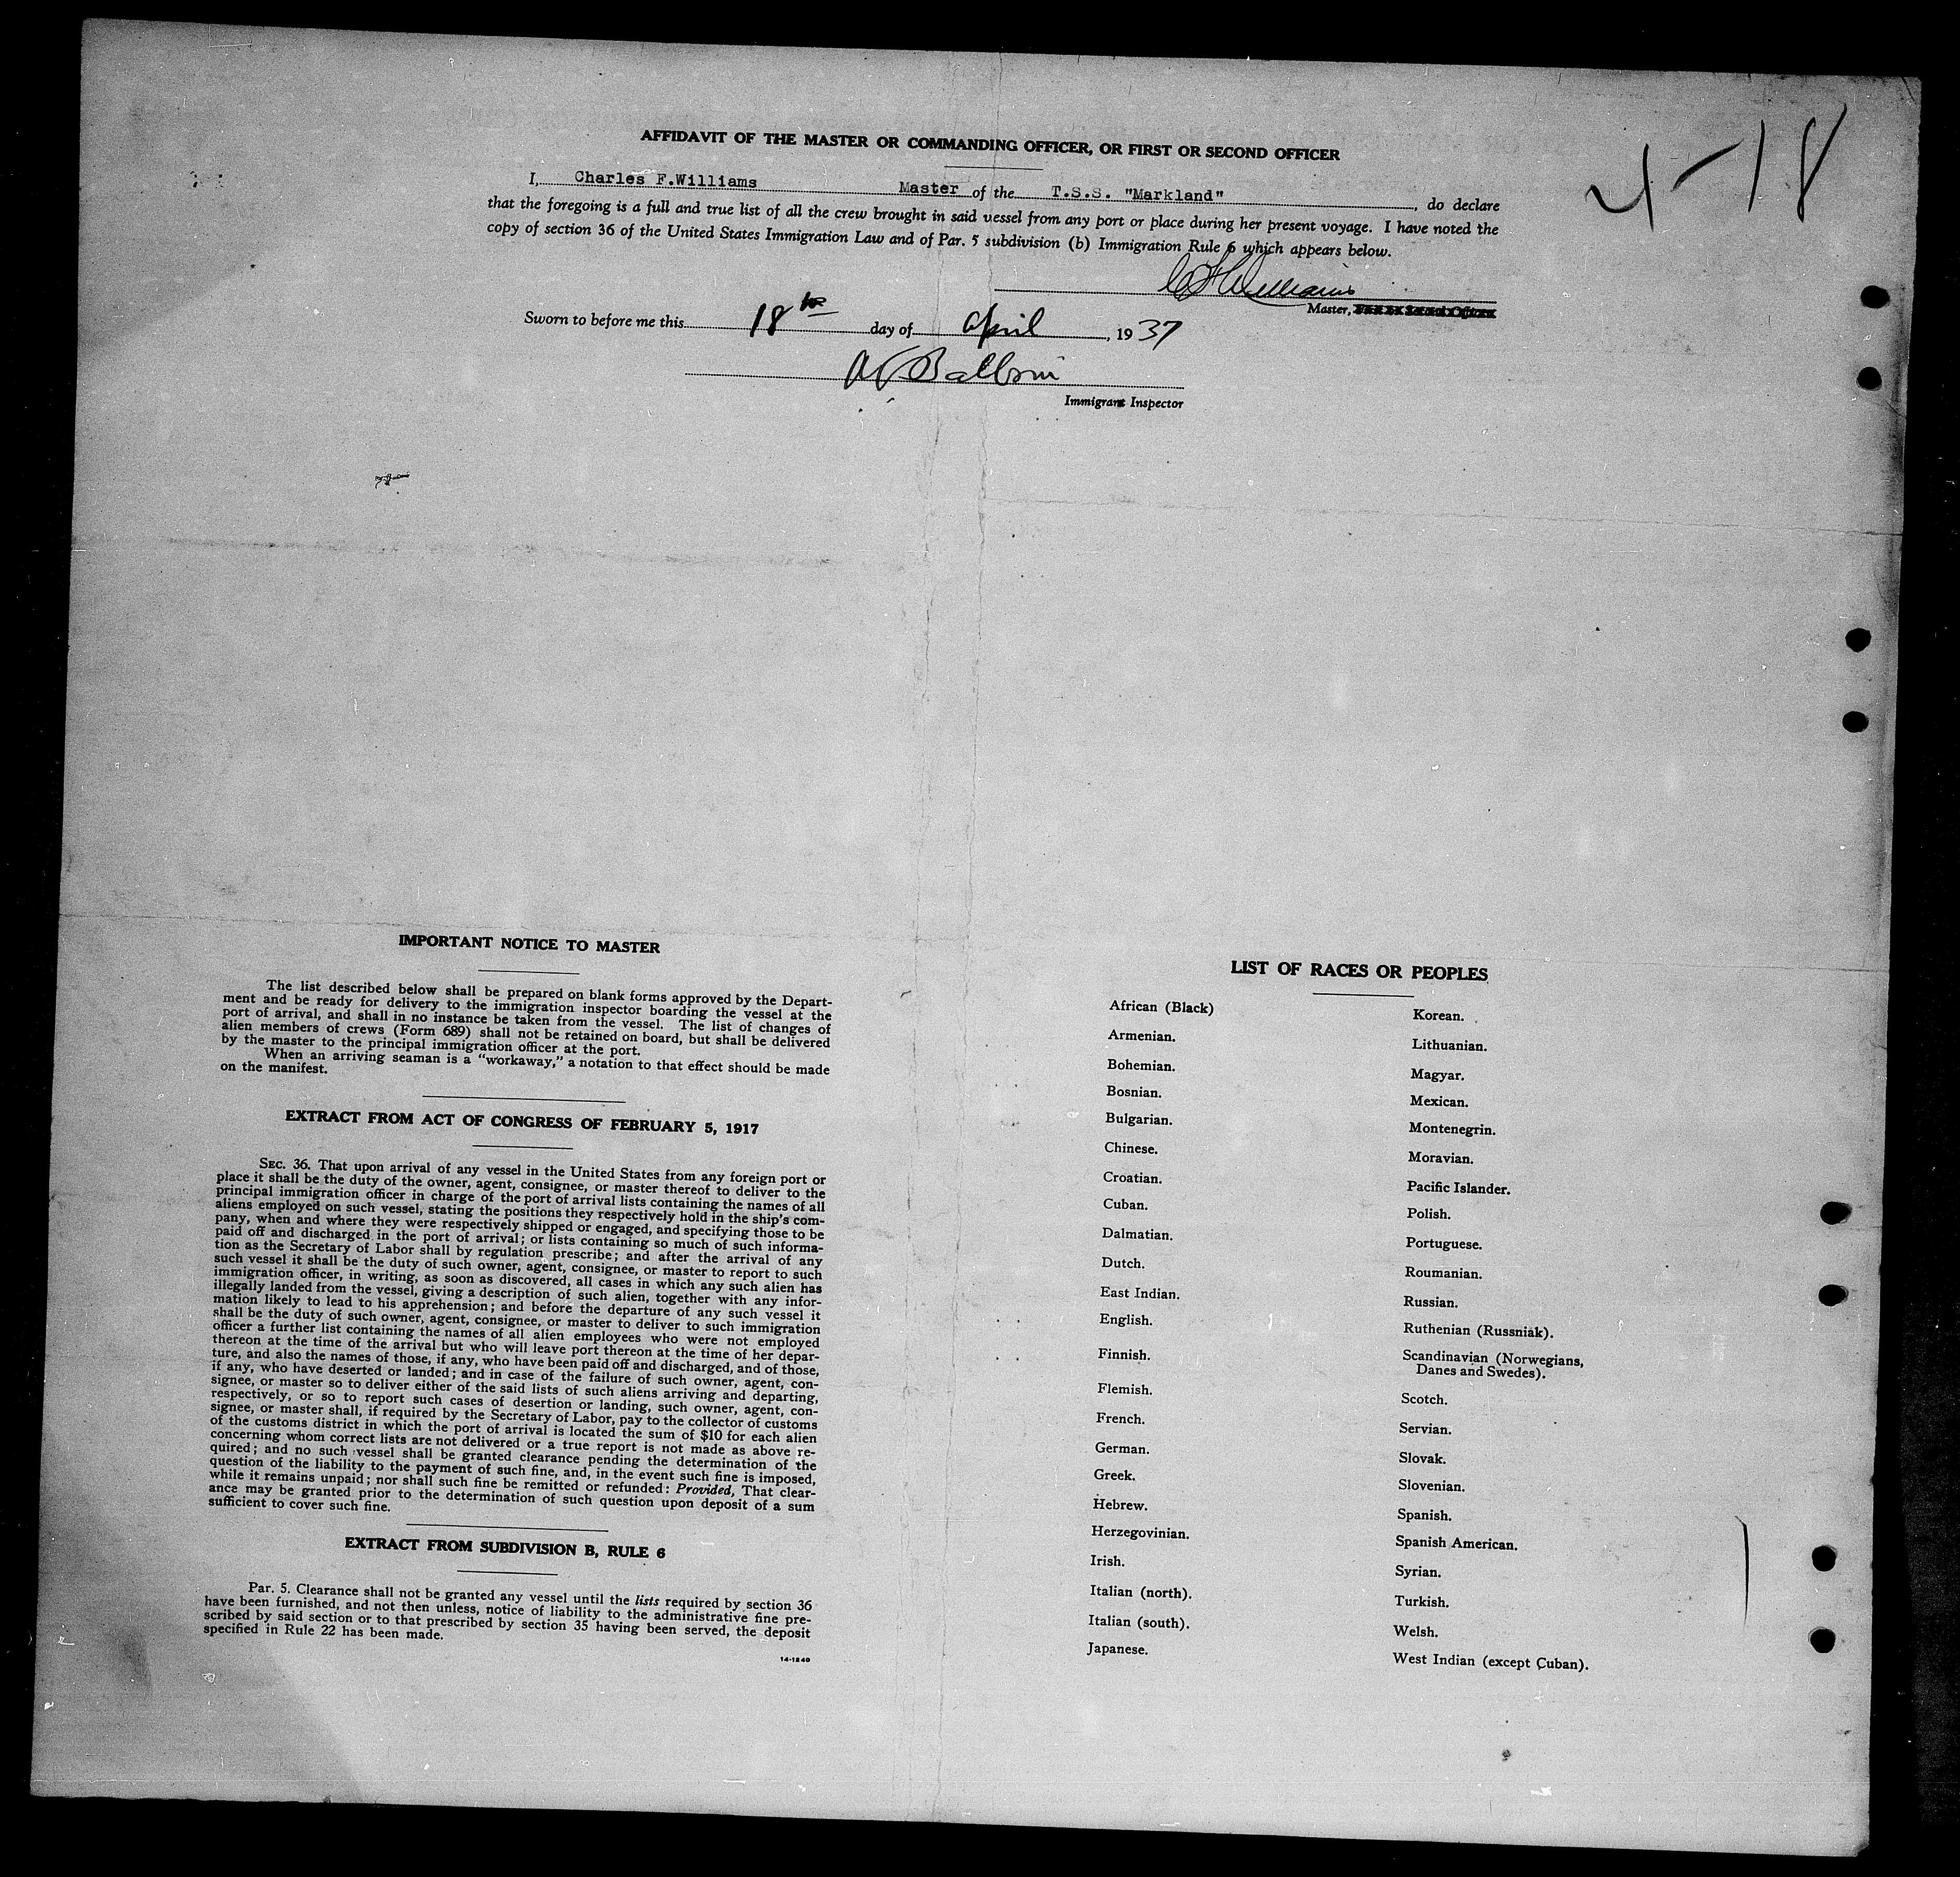 4-18
AFFIDAVIT OF THE MASTER OR COMMANDING OFFICER, OR FIRST OR SECOND OFFICER
I, Charles F.Williams Master of the T.S.S. "Markland", do declare
that the foregoing is a full and true list of all the crew brought in said vessel from any port or place during her present voyage. I have noted the
copy of section 36 of the United States Immigration Law and of Par. 5 subdivision (b) Immigration Rule 6 which appears below.
C F Williams
Master,
Sworn to before me this 18th day of April, 1937
Immigrant Inspector
IMPORTANT NOTICE TO MASTER
The list described below shall be prepared on blank forms approved by the Depart-
ment and be ready for delivery to the immigration inspector boarding the vessel at the
port of arrival, and shall in no instance be taken from the vessel. The list of changes of
alien members of crews (Form 689) shall not be retained on board, but shall be delivered
by the master to the principal immigration officer at the port.
When an arriving seaman is a "workaway," a notation to that effect should be made
on the manifest.
EXTRACT FROM ACT OF CONGRESS OF FEBRUARY 5, 1917
SEC. 36. That upon arrival of any vessel in the United States from any foreign port or
place it shall be the duty of the owner, agent, consignee, or master thereof to deliver to the
principal immigration officer in charge of the port of arrival lists containing the names of all
aliens employed on such vessel, stating the positions they respectively hold in the ship's com-
pany, when and where they were respectively shipped or engaged, and specifying those to be
paid off and discharged in the port of arrival; or lists containing so much of such informa-
tion as the Secretary of Labor shall by regulation prescribe; and after the arrival of any
such vessel it shall be the duty of such owner, agent, consignee, or master to report to such
immigration officer, in writing, as soon as discovered, all cases in which any such alien has
illegally landed from the vessel, giving a description of such alien, together with any infor-
mation likely to lead to his apprehension; and before the departure of any such vessel it
shall be the duty of such owner, agent, consignee, or master to deliver to such immigration
officer a further list containing the names of all alien employees who were not employed
thereon at the time of the arrival but who will leave port thereon at the time of her depar-
ture, and also the names of those, if any, who have been paid off and discharged, and of those,
if any, who have deserted or landed; and in case of the failure of such owner, agent, con-
signee, or master so to deliver either of the said lists of such aliens arriving and departing,
respectively, or so to report such cases of desertion or landing, such owner, agent, con-
signee, or master shall, if required by the Secretary of Labor, pay to the collector of customs
of the customs district in which the port of arrival is located the sum of $10 for each alien
concerning whom correct lists are not delivered or a true report is not made as above re-
quired; and no such vessel shall be granted clearance pending the determination of the
question of the liability to the payment of such fine, and, in the event such fine is imposed,
while it remains unpaid; nor shall such fine be remitted or refunded: Provided, That clear-
ance may be granted prior to the determination of such question upon deposit of a sum
sufficient to cover such fine.
EXTRACT FROM SUBDIVISION B, RULE 6
Par. 5. Clearance shall not be granted any vessel until the lists required by section 36
have been furnished, and not then unless, notice of liability to the administrative fine pre-
scribed by said section or to that prescribed by section 35 having been served, the deposit
specified in Rule 22 has been made.
14-1240
LIST OF RACES OR PEOPLES
African (Black)
Armenian.
Bohemian.
Bosnian.
Bulgarian.
Chinese.
Croatian.
Cuban.
Dalmatian.
Dutch.
East Indian.
English.
Finnish.
Flemish.
French.
German.
Greek.
Hebrew.
Herzegovinian.
Irish.
Italian (north).
Italian (south).
Japanese.
Korean.
Lithuanian.
Magyar.
Mexican.
Montenegrin.
Moravian.
Pacific Islander.
Polish.
Portuguese.
Roumanian.
Russian.
Ruthenian (Russniak).
Scandinavian (Norwegians,
Danes and Swedes).
Scotch.
Servian.
Slovak.
Slovenian.
Spanish.
Spanish American.
Syrian.
Turkish.
Welsh.
West Indian (except Cuban).